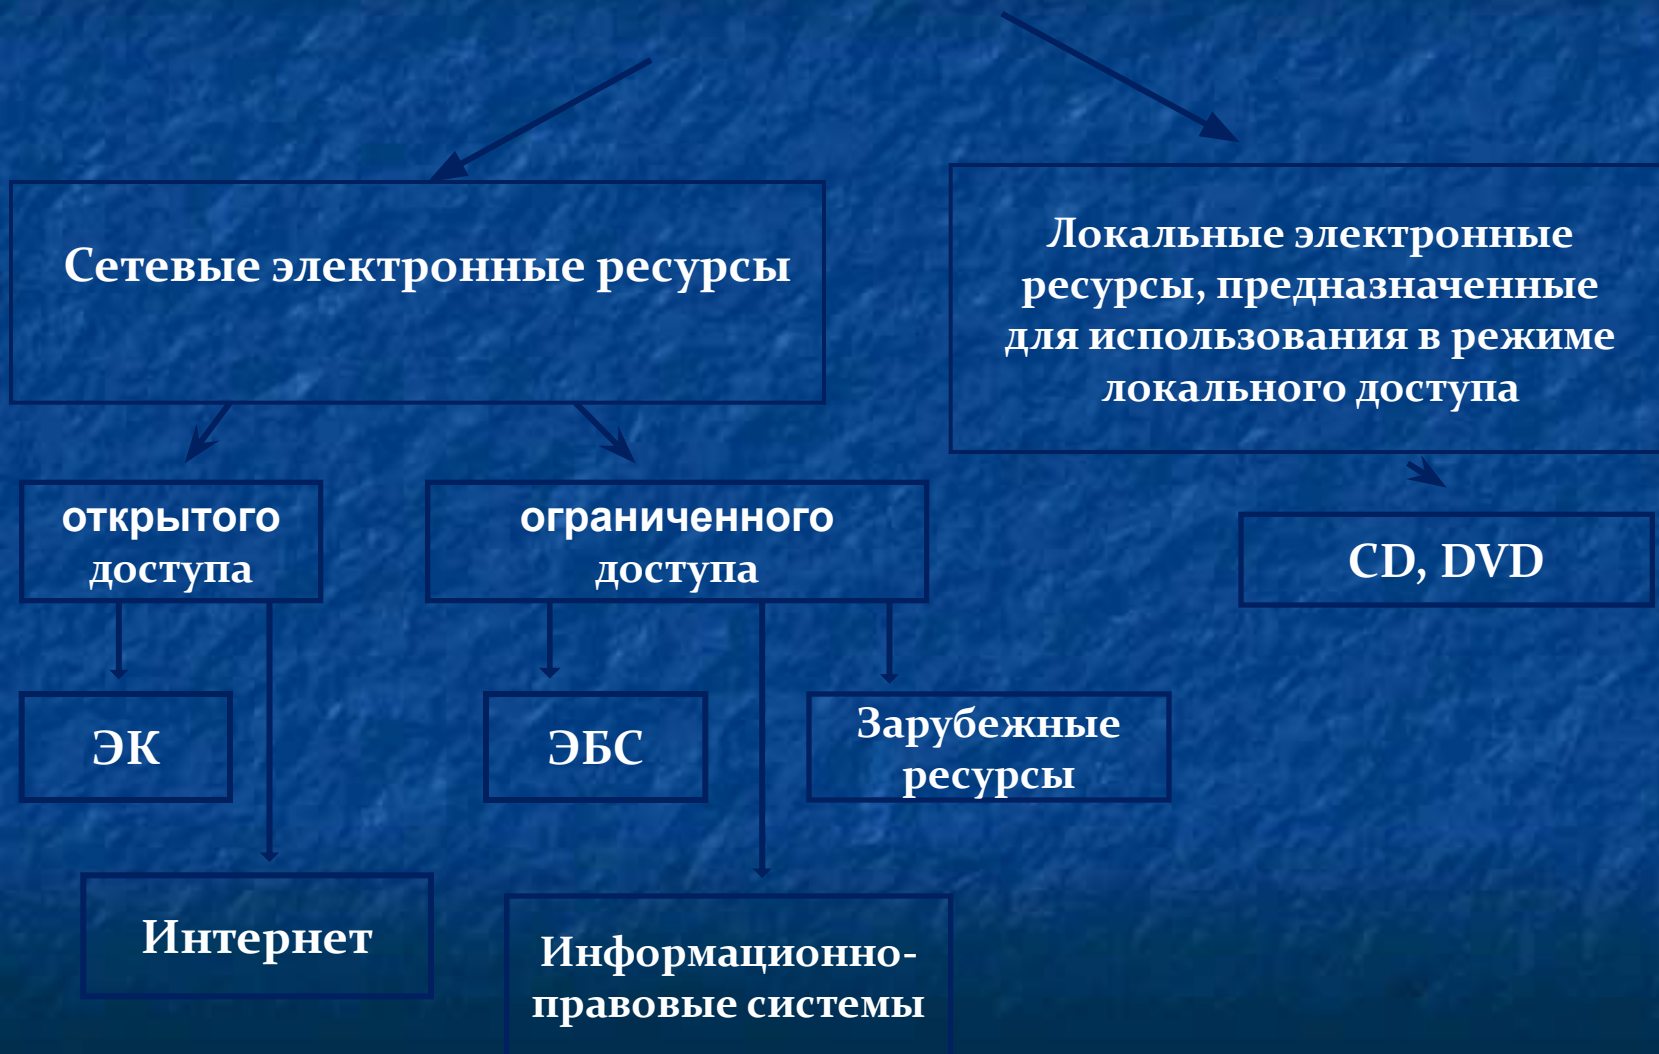 Сетевые электронные ресурсы
Локальные электронные
ресурсы, предназначенные
для использования в режиме
локального доступа
открытого
доступа
ограниченного
доступа
CD, DVD
ЭК
ЭБС
Зарубежные
ресурсы
Интернет
Информационно-
правовые системы